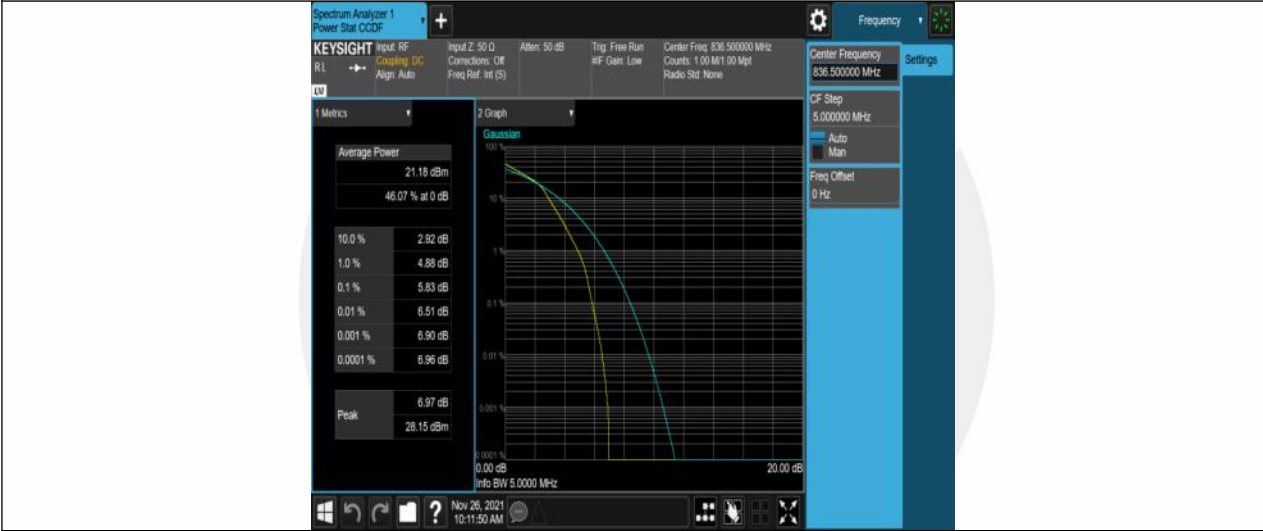 Spectrum Analyzer 1
Power Stat CCDF
+
Frequency
KEYSIGHT
RL
LV
Input: RF
Coupling: DC
Align: Auto
Input Z: 50 Ω
Corrections: Off
Freq Ref: Int (S)
Atten: 50 dB
Trig: Free Run
#IF Gain: Low
Center Freq: 836.500000 MHz
Counts: 1.00 M/1.00 Mpt
Radio Std: None
Center Frequency
836.500000 MHz
Settings
CF Step
5.000000 MHz
Auto
Man
Freq Offset
0 Hz
1 Metrics
Average Power
21.18 dBm
46.07 % at 0 dB
10.0 % 2.92 dB
1.0 % 4.88 dB
0.1 % 5.83 dB
0.01 % 6.51 dB
0.001 % 6.90 dB
0.0001 % 6.96 dB
Peak
6.97 dB
28.15 dBm
2 Graph
Gaussian
100 %
10 %
1 %
0.1 %
0.01 %
0.001 %
0.0001 %
0.00 dB 20.00 dB
Info BW 5.0000 MHz
?
Nov 26, 2021
10:11:50 AM